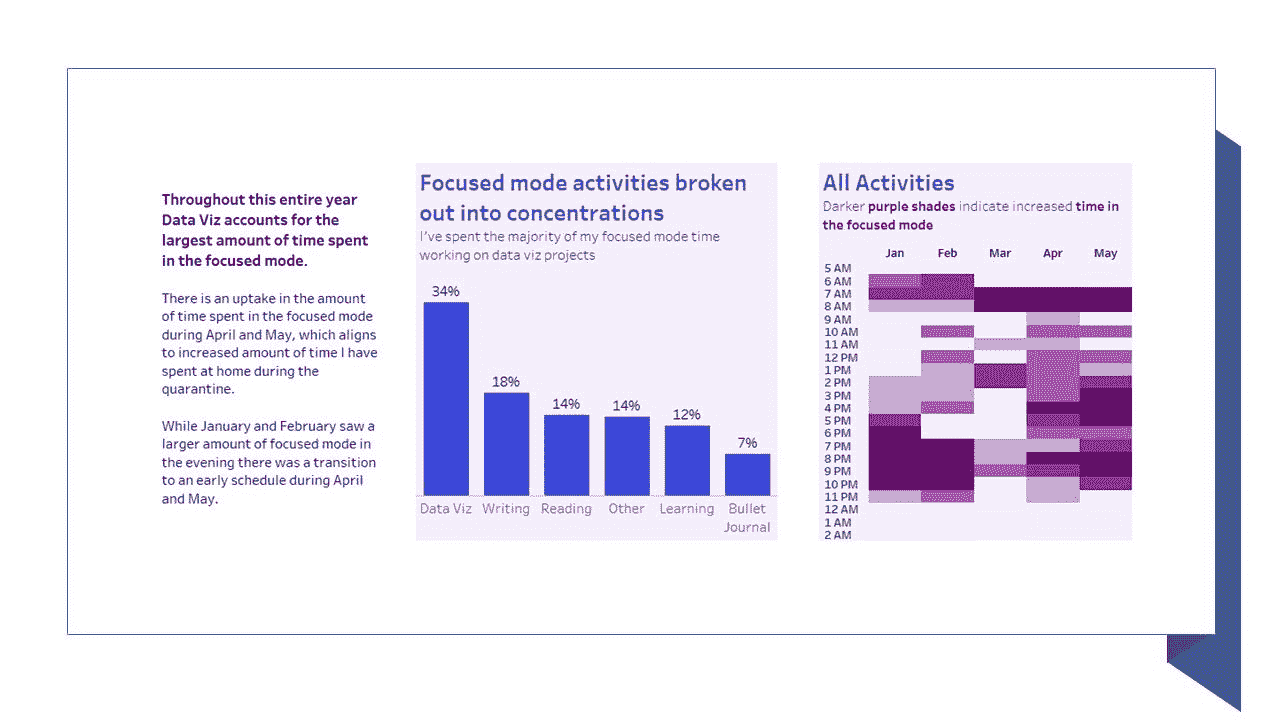 Throughout this entire year
Data Viz accounts for the
largest amount of time spent
in the focused mode.
There is an uptake in the amount
of time spent in the focused mode
during April and May, which aligns
to increased amount of time I have
spent at home during the
quarantine.
While January and February saw a
larger amount of focused mode in
the evening there was a transition
to an early schedule during April
and May.
Focused mode activities broken
out into concentrations
I've spent the majority of my focused mode time
working on data viz projects
34%
18%
14%
14%
12%
7%
Data Viz
Writing
Reading
Other
Learning
Bullet
Journal
All Activities
Darker purple shades indicate increased time in
the focused mode
Jan
Feb
Mar
Apr
May
5 AM
6 AM
7 AM
8 AM
9 AM
10 AM
11 AM
12 PM
1 PM
2 PM
3 PM
4 PM
5 PM
6 PM
7 PM
8 PM
9 PM
10 PM
11 PM
12 AM
1 AM
2 AM